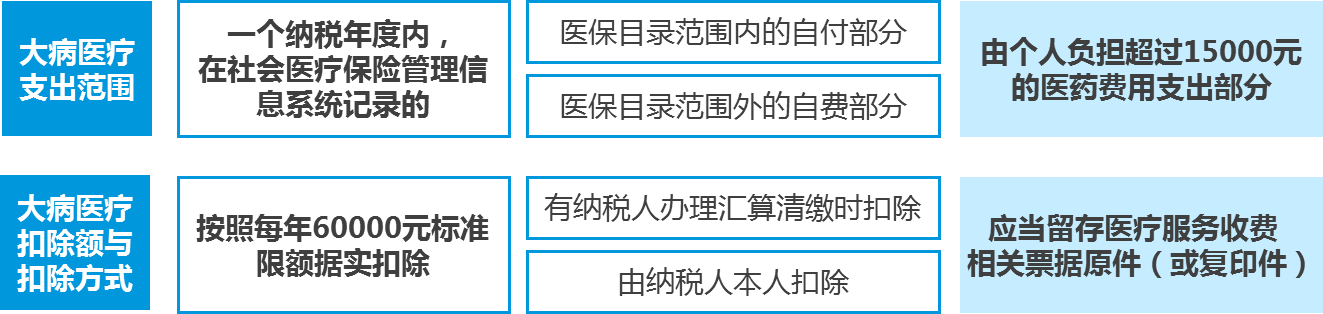 大病医疗
支出范围
一个纳税年度内，
在社会医疗保险管理信
息系统记录的
医保目录范围内的自付部分
医保目录范围外的自费部分
由个人负担超过15000元
的医药费用支出部分
大病医疗
扣除额与
扣除方式
按照每年60000元标准
限额据实扣除
有纳税人办理汇算清缴时扣除
由纳税人本人扣除
应当留存医疗服务收费
相关票据原件（或复印件）